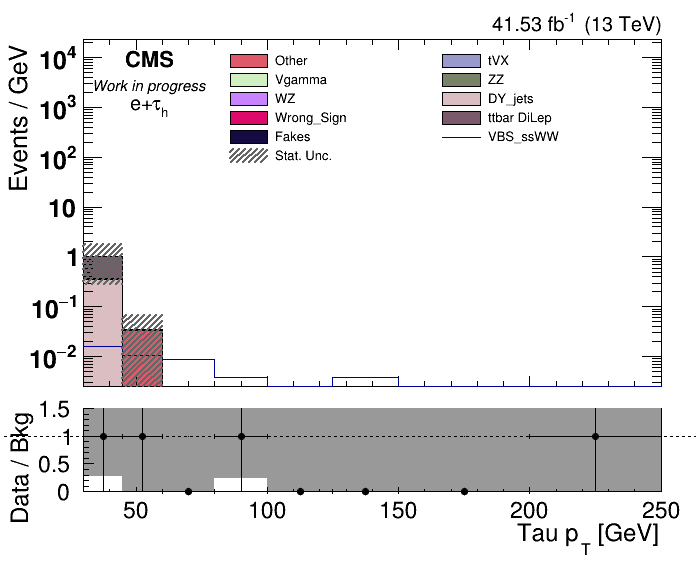 41.53 fb⁻¹ (13 TeV)
Events / GeV
10⁴
10³
10²
10
1
10⁻¹
10⁻²
CMS
Work in progress
e+τₕ
Other
Vgamma
WZ
Wrong_Sign
Fakes
Stat. Unc.
tVX
ZZ
DY_jets
ttbar DiLep
VBS_ssWW
Data / Bkg
1.5
1
0.5
0
50
100
150
200
250
Tau p_T [GeV]